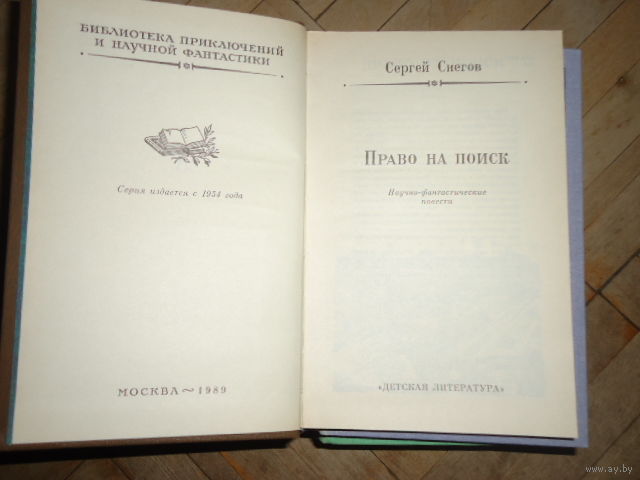 БИБЛИОТЕКА ПРИКЛЮЧЕНИЙ
И НАУЧНОЙ ФАНТАСТИКИ
Серия издается с 1954 года
МОСКВА ~ 1989
Сергей Снегов
ПРАВО НА ПОИСК
Научно-фантастические
повести
«ДЕТСКАЯ ЛИТЕРАТУРА»
www.ay.by